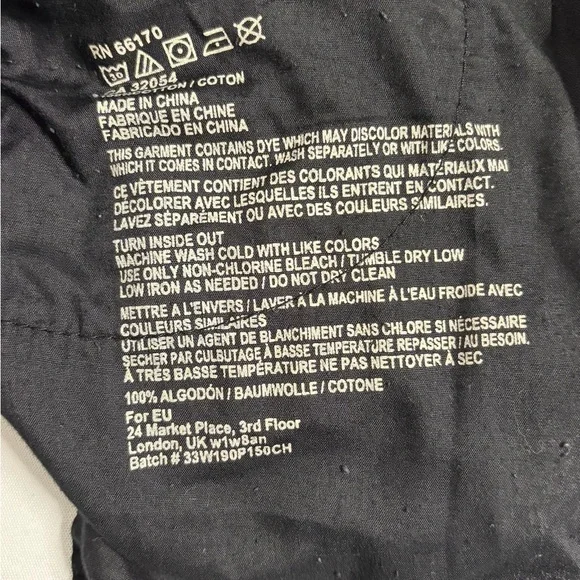 RN 66170
30
CA 32054
COTTON / COTON
MADE IN CHINA
FABRIQUE EN CHINE
FABRICADO EN CHINA
THIS GARMENT CONTAINS DYE WHICH MAY DISCOLOR MATERIALS WITH
WHICH IT COMES IN CONTACT. WASH SEPARATELY OR WITH LIKE COLORS.
CE VÊTEMENT CONTIENT DES COLORANTS QUI MATÉRIAUX MAI
DÉCOLORER AVEC LESQUELLES ILS ENTRENT EN CONTACT.
LAVEZ SÉPARÉMENT OU AVEC DES COULEURS SIMILAIRES.
TURN INSIDE OUT
MACHINE WASH COLD WITH LIKE COLORS
USE ONLY NON-CHLORINE BLEACH / TUMBLE DRY LOW
LOW IRON AS NEEDED / DO NOT DRY CLEAN
METTRE A L'ENVERS / LAVER À LA MACHINE À L'EAU FROIDE AVEC
COULEURS SIMILAIRES
UTILISER UN AGENT DE BLANCHIMENT SANS CHLORE SI NÉCESSAIRE
SECHER PAR CULBUTAGE À BASSE TEMPERATURE REPASSER / AU BESOIN.
À TRÉS BASSE TEMPÉRATURE NE PAS NETTOYER À SEC
100% ALGODÓN / BAUMWOLLE / COTONE
For EU
24 Market Place, 3rd Floor
London, UK w1w8an
Batch # 33W190P150CH